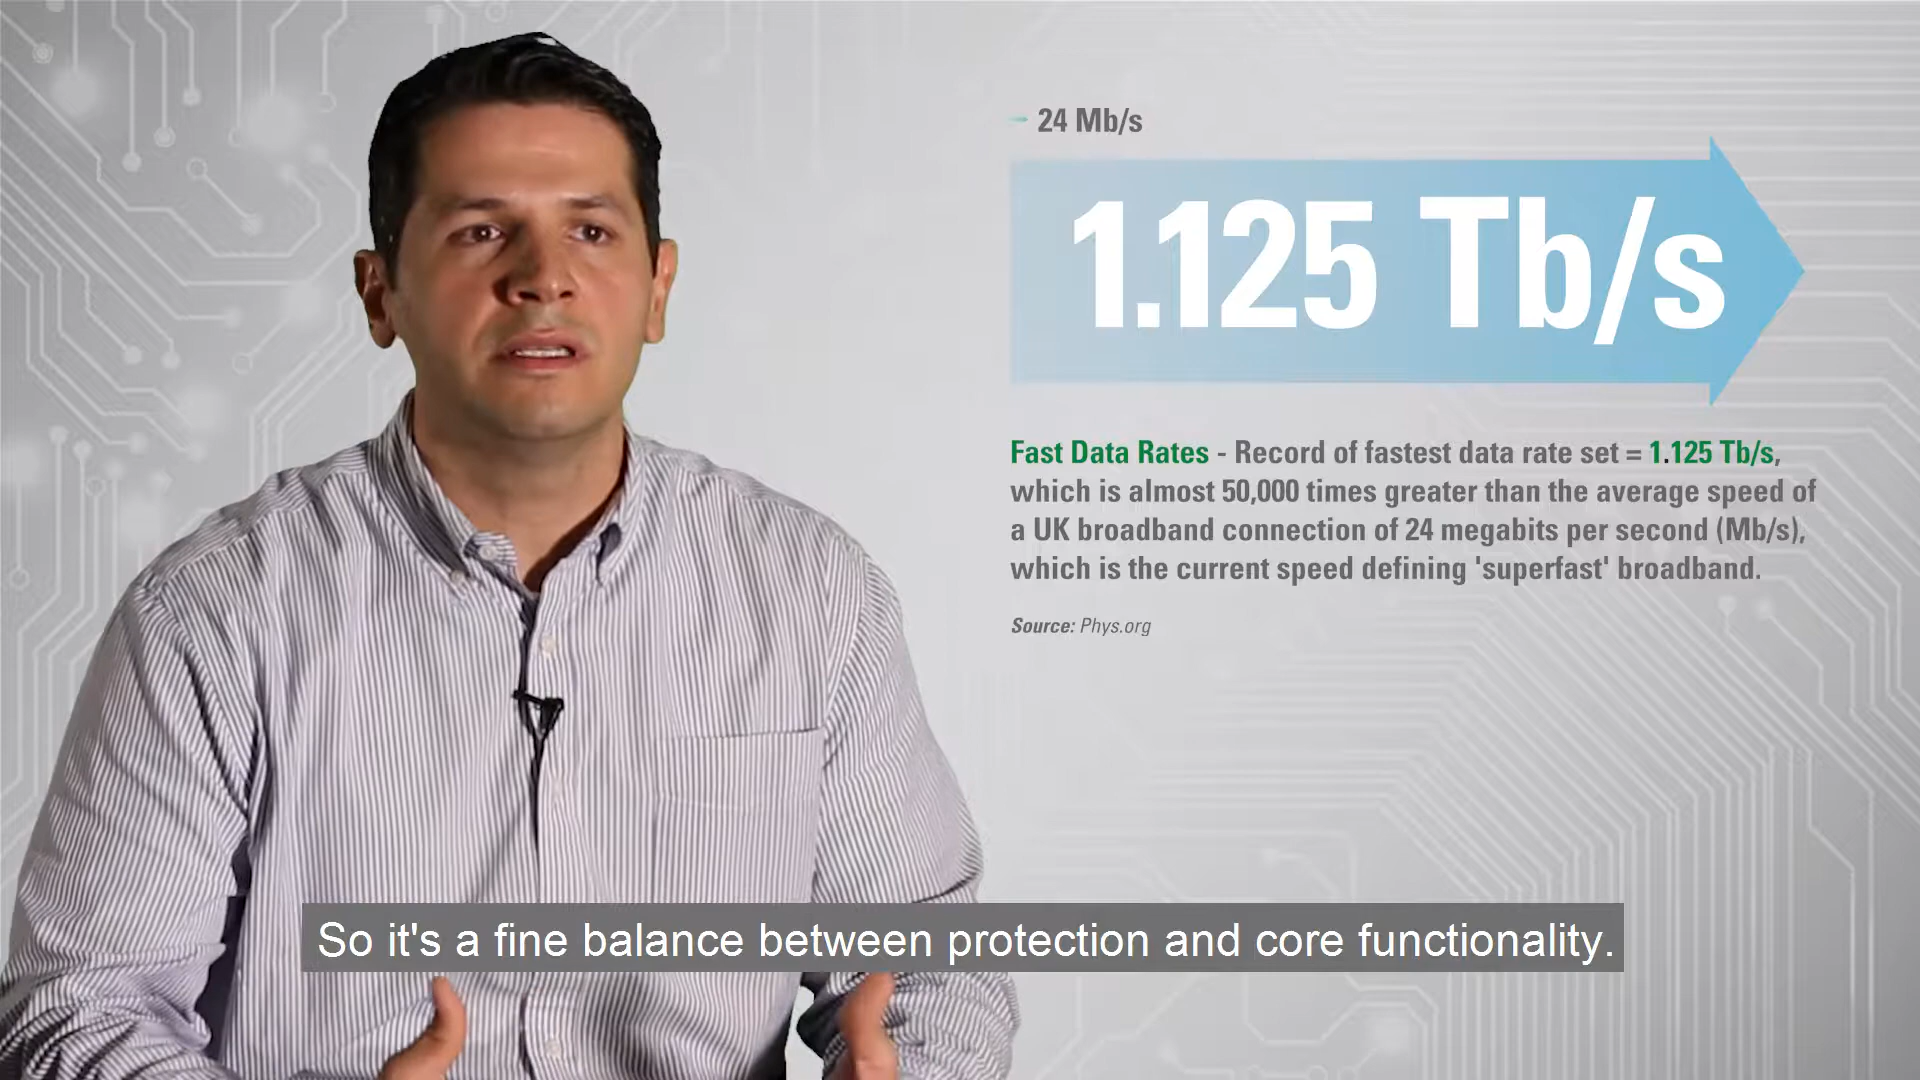 24 Mb/s
1.125 Tb/s
Fast Data Rates - Record of fastest data rate set = 1.125 Tb/s,
which is almost 50,000 times greater than the average speed of
a UK broadband connection of 24 megabits per second (Mb/s),
which is the current speed defining 'superfast' broadband.
Source: Phys.org
So it's a fine balance between protection and core functionality.